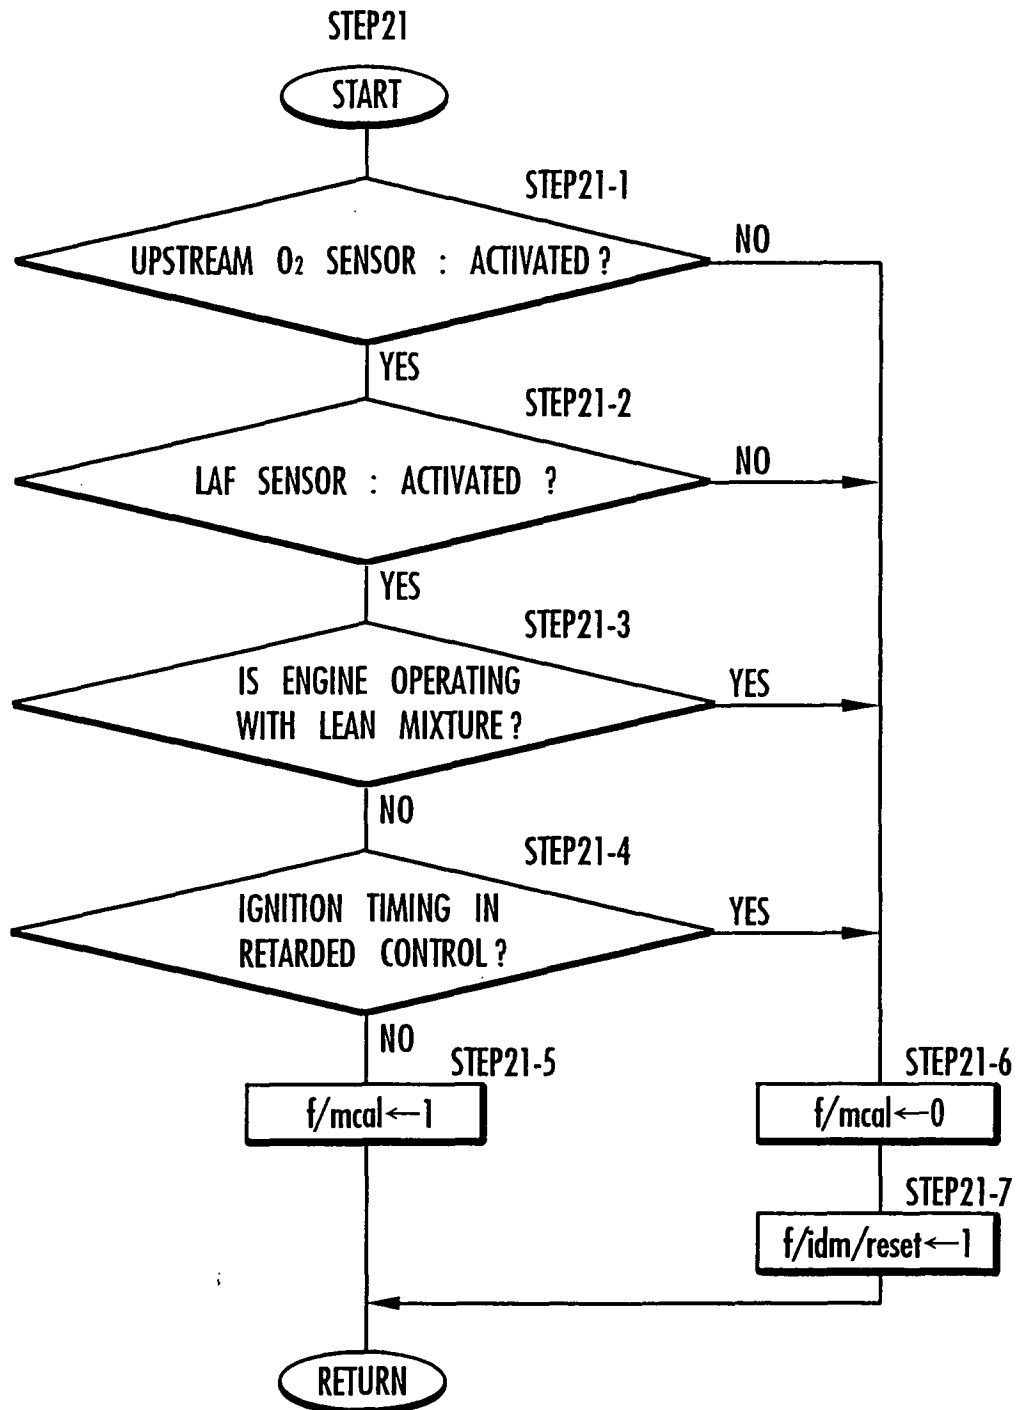 STEP21
START
STEP21-1
UPSTREAM O₂ SENSOR : ACTIVATED ?
NO
YES
STEP21-2
LAF SENSOR : ACTIVATED ?
NO
YES
STEP21-3
IS ENGINE OPERATING
WITH LEAN MIXTURE ?
YES
NO
STEP21-4
IGNITION TIMING IN
RETARDED CONTROL ?
YES
NO
STEP21-5
f/mcal←1
STEP21-6
f/mcal←0
STEP21-7
f/idm/reset←1
RETURN